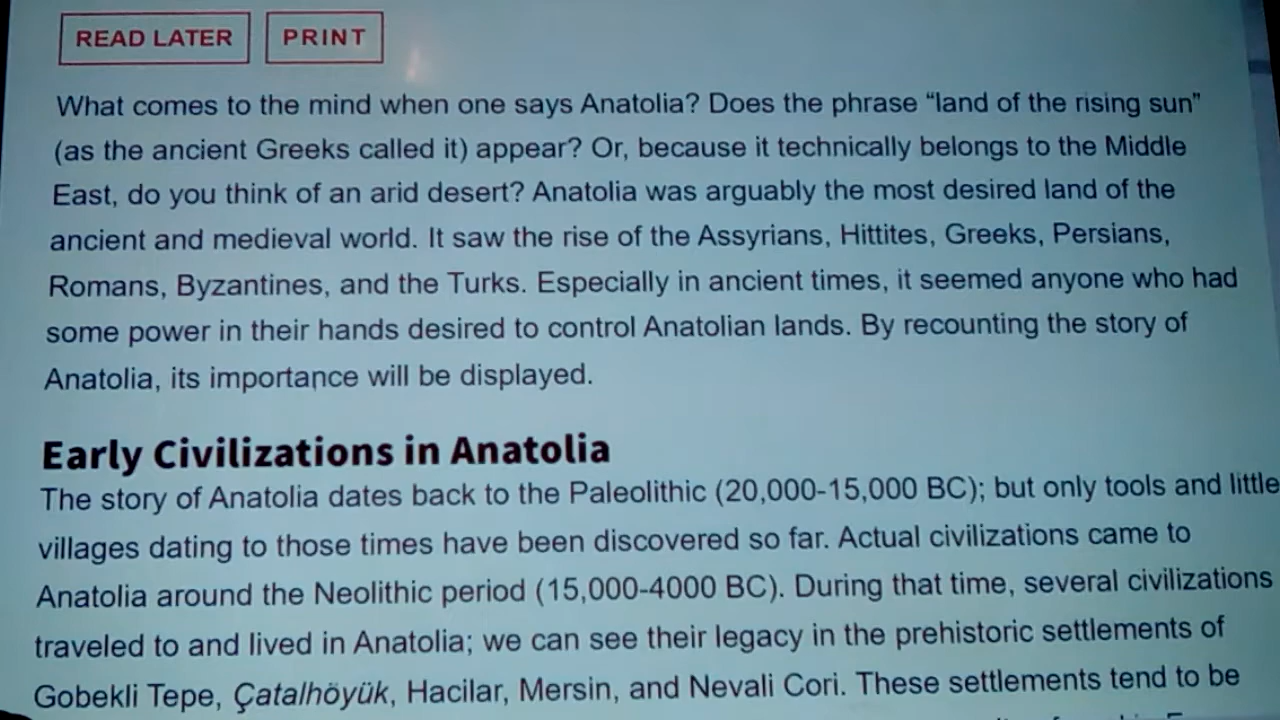 READ LATER PRINT
What comes to the mind when one says Anatolia? Does the phrase “land of the rising sun”
(as the ancient Greeks called it) appear? Or, because it technically belongs to the Middle
East, do you think of an arid desert? Anatolia was arguably the most desired land of the
ancient and medieval world. It saw the rise of the Assyrians, Hittites, Greeks, Persians,
Romans, Byzantines, and the Turks. Especially in ancient times, it seemed anyone who had
some power in their hands desired to control Anatolian lands. By recounting the story of
Anatolia, its importance will be displayed.
Early Civilizations in Anatolia
The story of Anatolia dates back to the Paleolithic (20,000-15,000 BC); but only tools and little
villages dating to those times have been discovered so far. Actual civilizations came to
Anatolia around the Neolithic period (15,000-4000 BC). During that time, several civilizations
traveled to and lived in Anatolia; we can see their legacy in the prehistoric settlements of
Gobekli Tepe, Çatalhöyük, Hacilar, Mersin, and Nevali Cori. These settlements tend to be